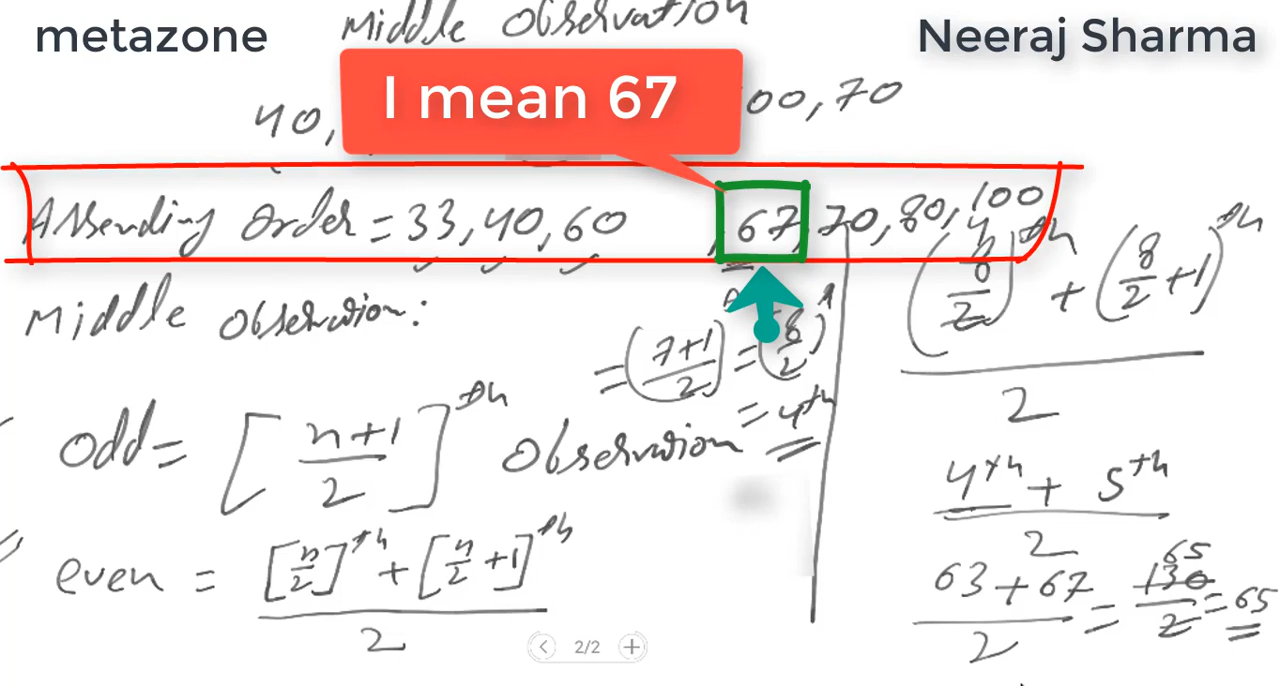 metazone
Middle Observation
Neeraj Sharma
I mean 67
40, 00, 70
Assending Order = 33, 40, 60 , 67, 70, 80, 100
Middle Observation:
= (7+1/2) = (8/2)
= 4th
odd = [n+1/2]th Observation
even = [n/2]th + [n/2 +1]th / 2
(8/2)th + (8/2 +1)th / 2
4th + 5th / 2
63 + 67 / 2 = 130 / 2 = 65
65
2/2